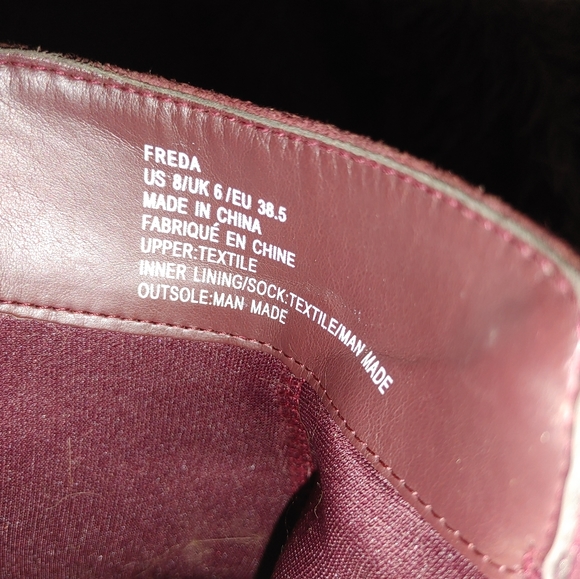 FREDA
US 8/UK 6/EU 38.5
MADE IN CHINA
FABRIQUÉ EN CHINE
UPPER:TEXTILE
INNER LINING/SOCK:TEXTILE/MAN MADE
OUTSOLE:MAN MADE